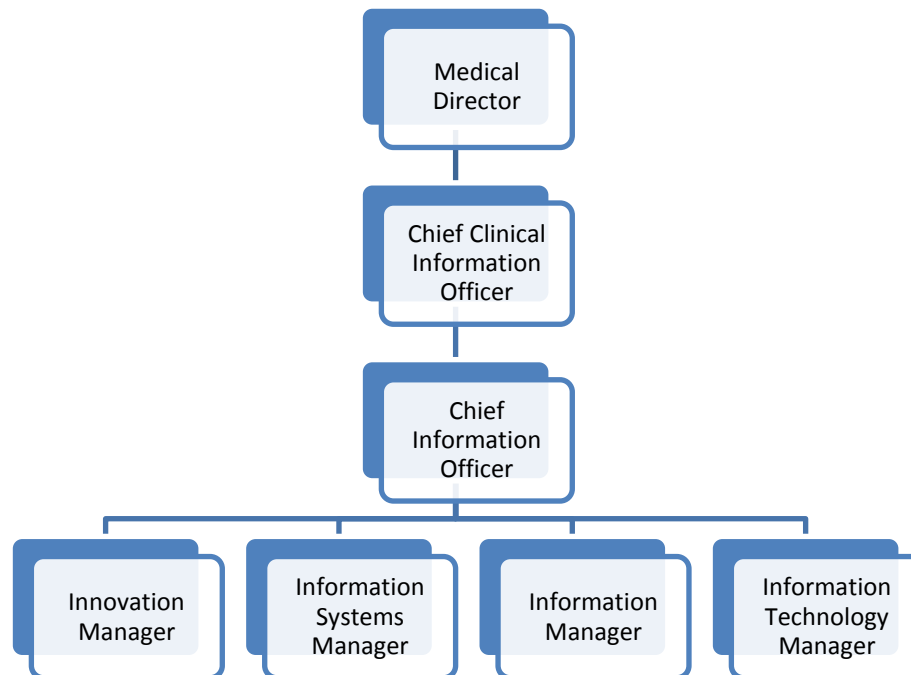 Medical
Director
Chief Clinical
Information
Officer
Chief
Information
Officer
Innovation
Manager
Information
Systems
Manager
Information
Manager
Information
Technology
Manager